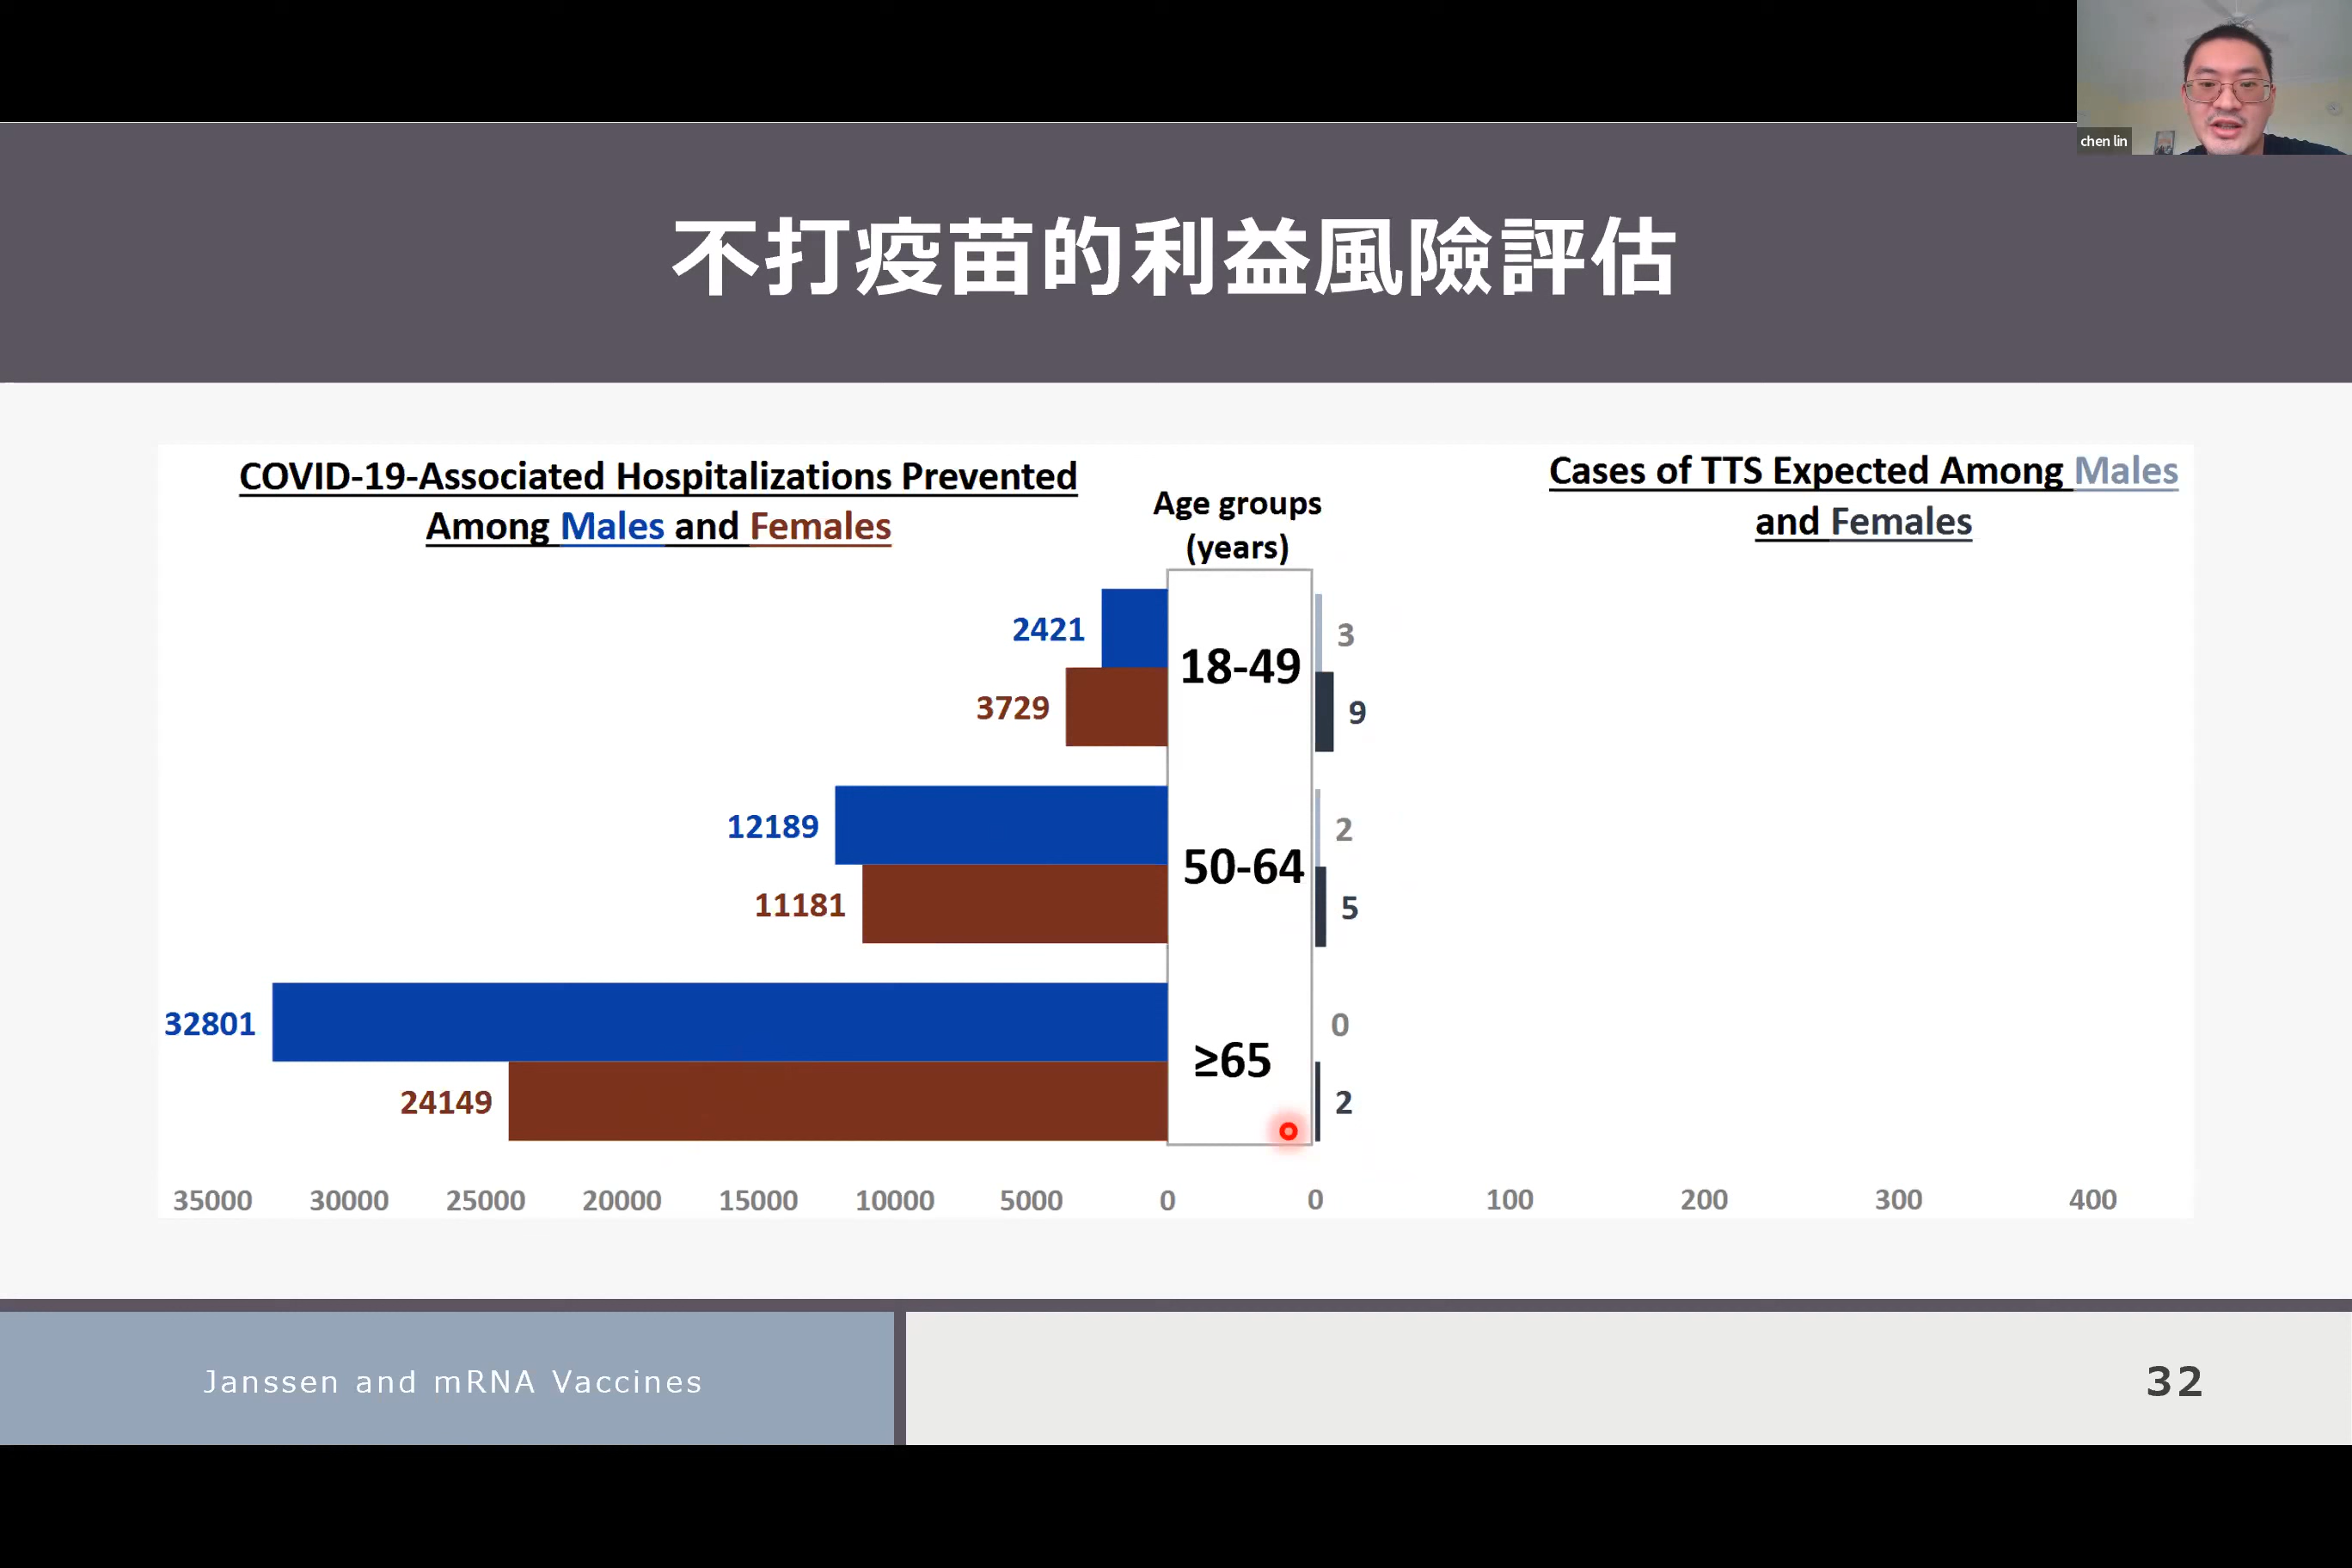 chen lin
不打疫苗的利益風險評估
COVID-19-Associated Hospitalizations Prevented
Among Males and Females
Age groups
(years)
Cases of TTS Expected Among Males
and Females
2421
18-49
3
3729
9
12189
50-64
2
11181
5
32801
≥65
0
24149
2
35000 30000 25000 20000 15000 10000 5000 0 0 100 200 300 400
Janssen and mRNA Vaccines
32